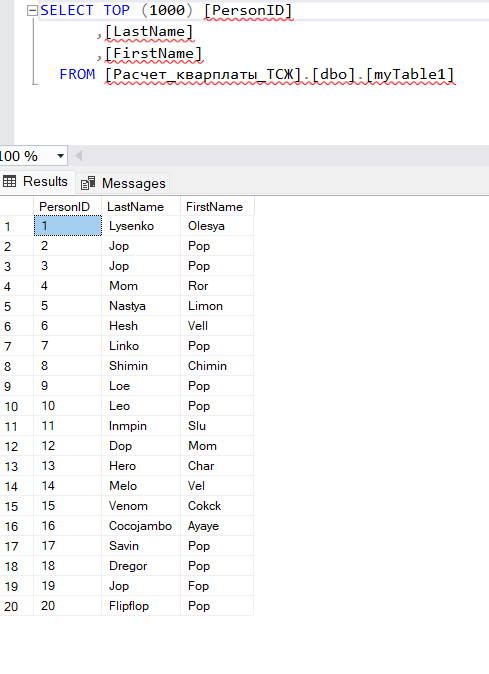 SELECT TOP (1000) [PersonID]
,[LastName]
,[FirstName]
FROM [Расчет_кварплаты_ТСЖ].[dbo].[myTable1]
100 %
Results Messages
PersonID LastName FirstName
1 1 Lysenko Olesya
2 2 Jop Pop
3 3 Jop Pop
4 4 Mom Ror
5 5 Nastya Limon
6 6 Hesh Vell
7 7 Linko Pop
8 8 Shimin Chimin
9 9 Loe Pop
10 10 Leo Pop
11 11 Inmpin Slu
12 12 Dop Mom
13 13 Hero Char
14 14 Melo Vel
15 15 Venom Cokck
16 16 Cocojambo Ayaye
17 17 Savin Pop
18 18 Dregor Pop
19 19 Jop Fop
20 20 Flipflop Pop